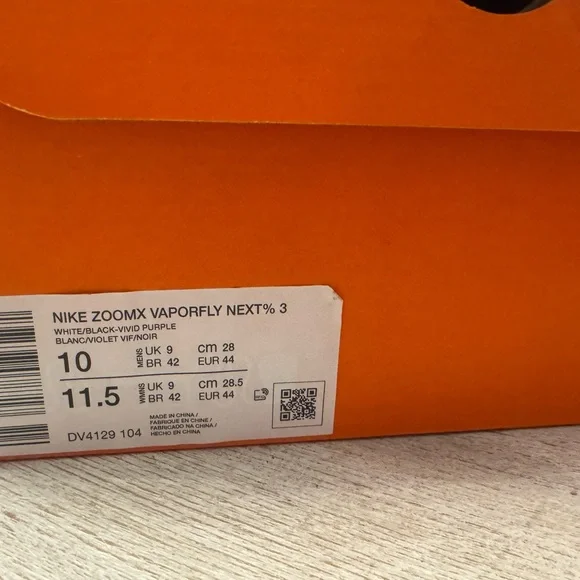 NIKE ZOOMX VAPORFLY NEXT% 3
WHITE/BLACK-VIVID PURPLE
BLANC/VIOLET VIF/NOIR
10 MENS UK 9 cm 28
BR 42 EUR 44
11.5 WMNS UK 9 cm 28.5
BR 42 EUR 44
MADE IN CHINA /
FABRIQUE EN CHINE /
FABRICADO NA CHINA /
HECHO EN CHINA
DV4129 104